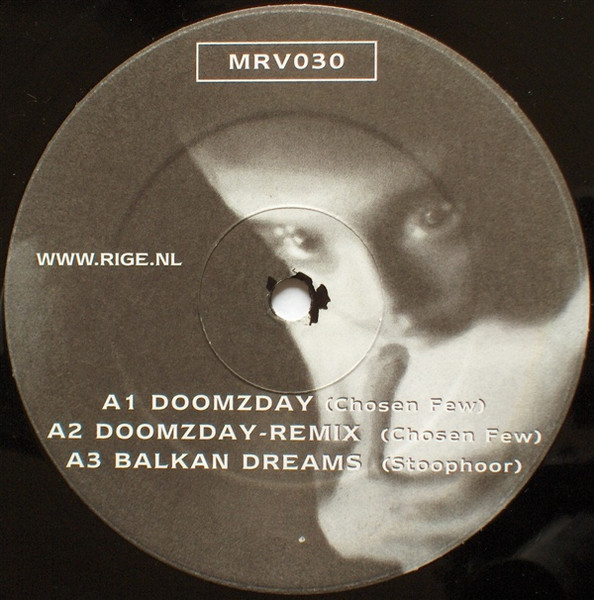 MRV030
WWW.RIGE.NL
A1 DOOMZDAY (Chosen Few)
A2 DOOMZDAY-REMIX (Chosen Few)
A3 BALKAN DREAMS (Stoophoor)